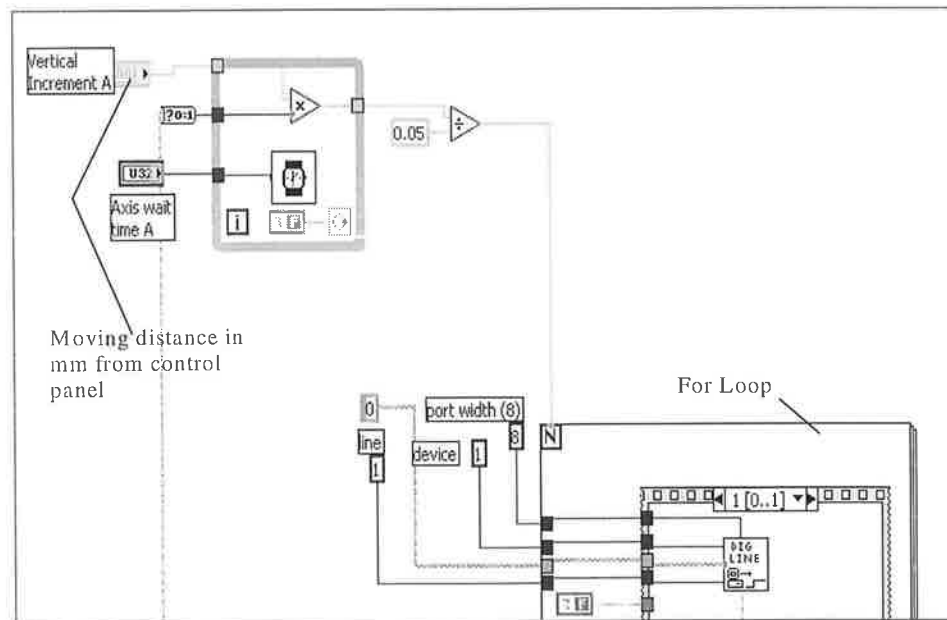 Vertical
Increment A
?0:1
x
÷
0.05
U32
Axis wait
time A
i
F
Moving distance in
mm from control
panel
For Loop
0
port width (8)
8
N
line
1
device
1
1 [0..1]
DIG
LINE
F